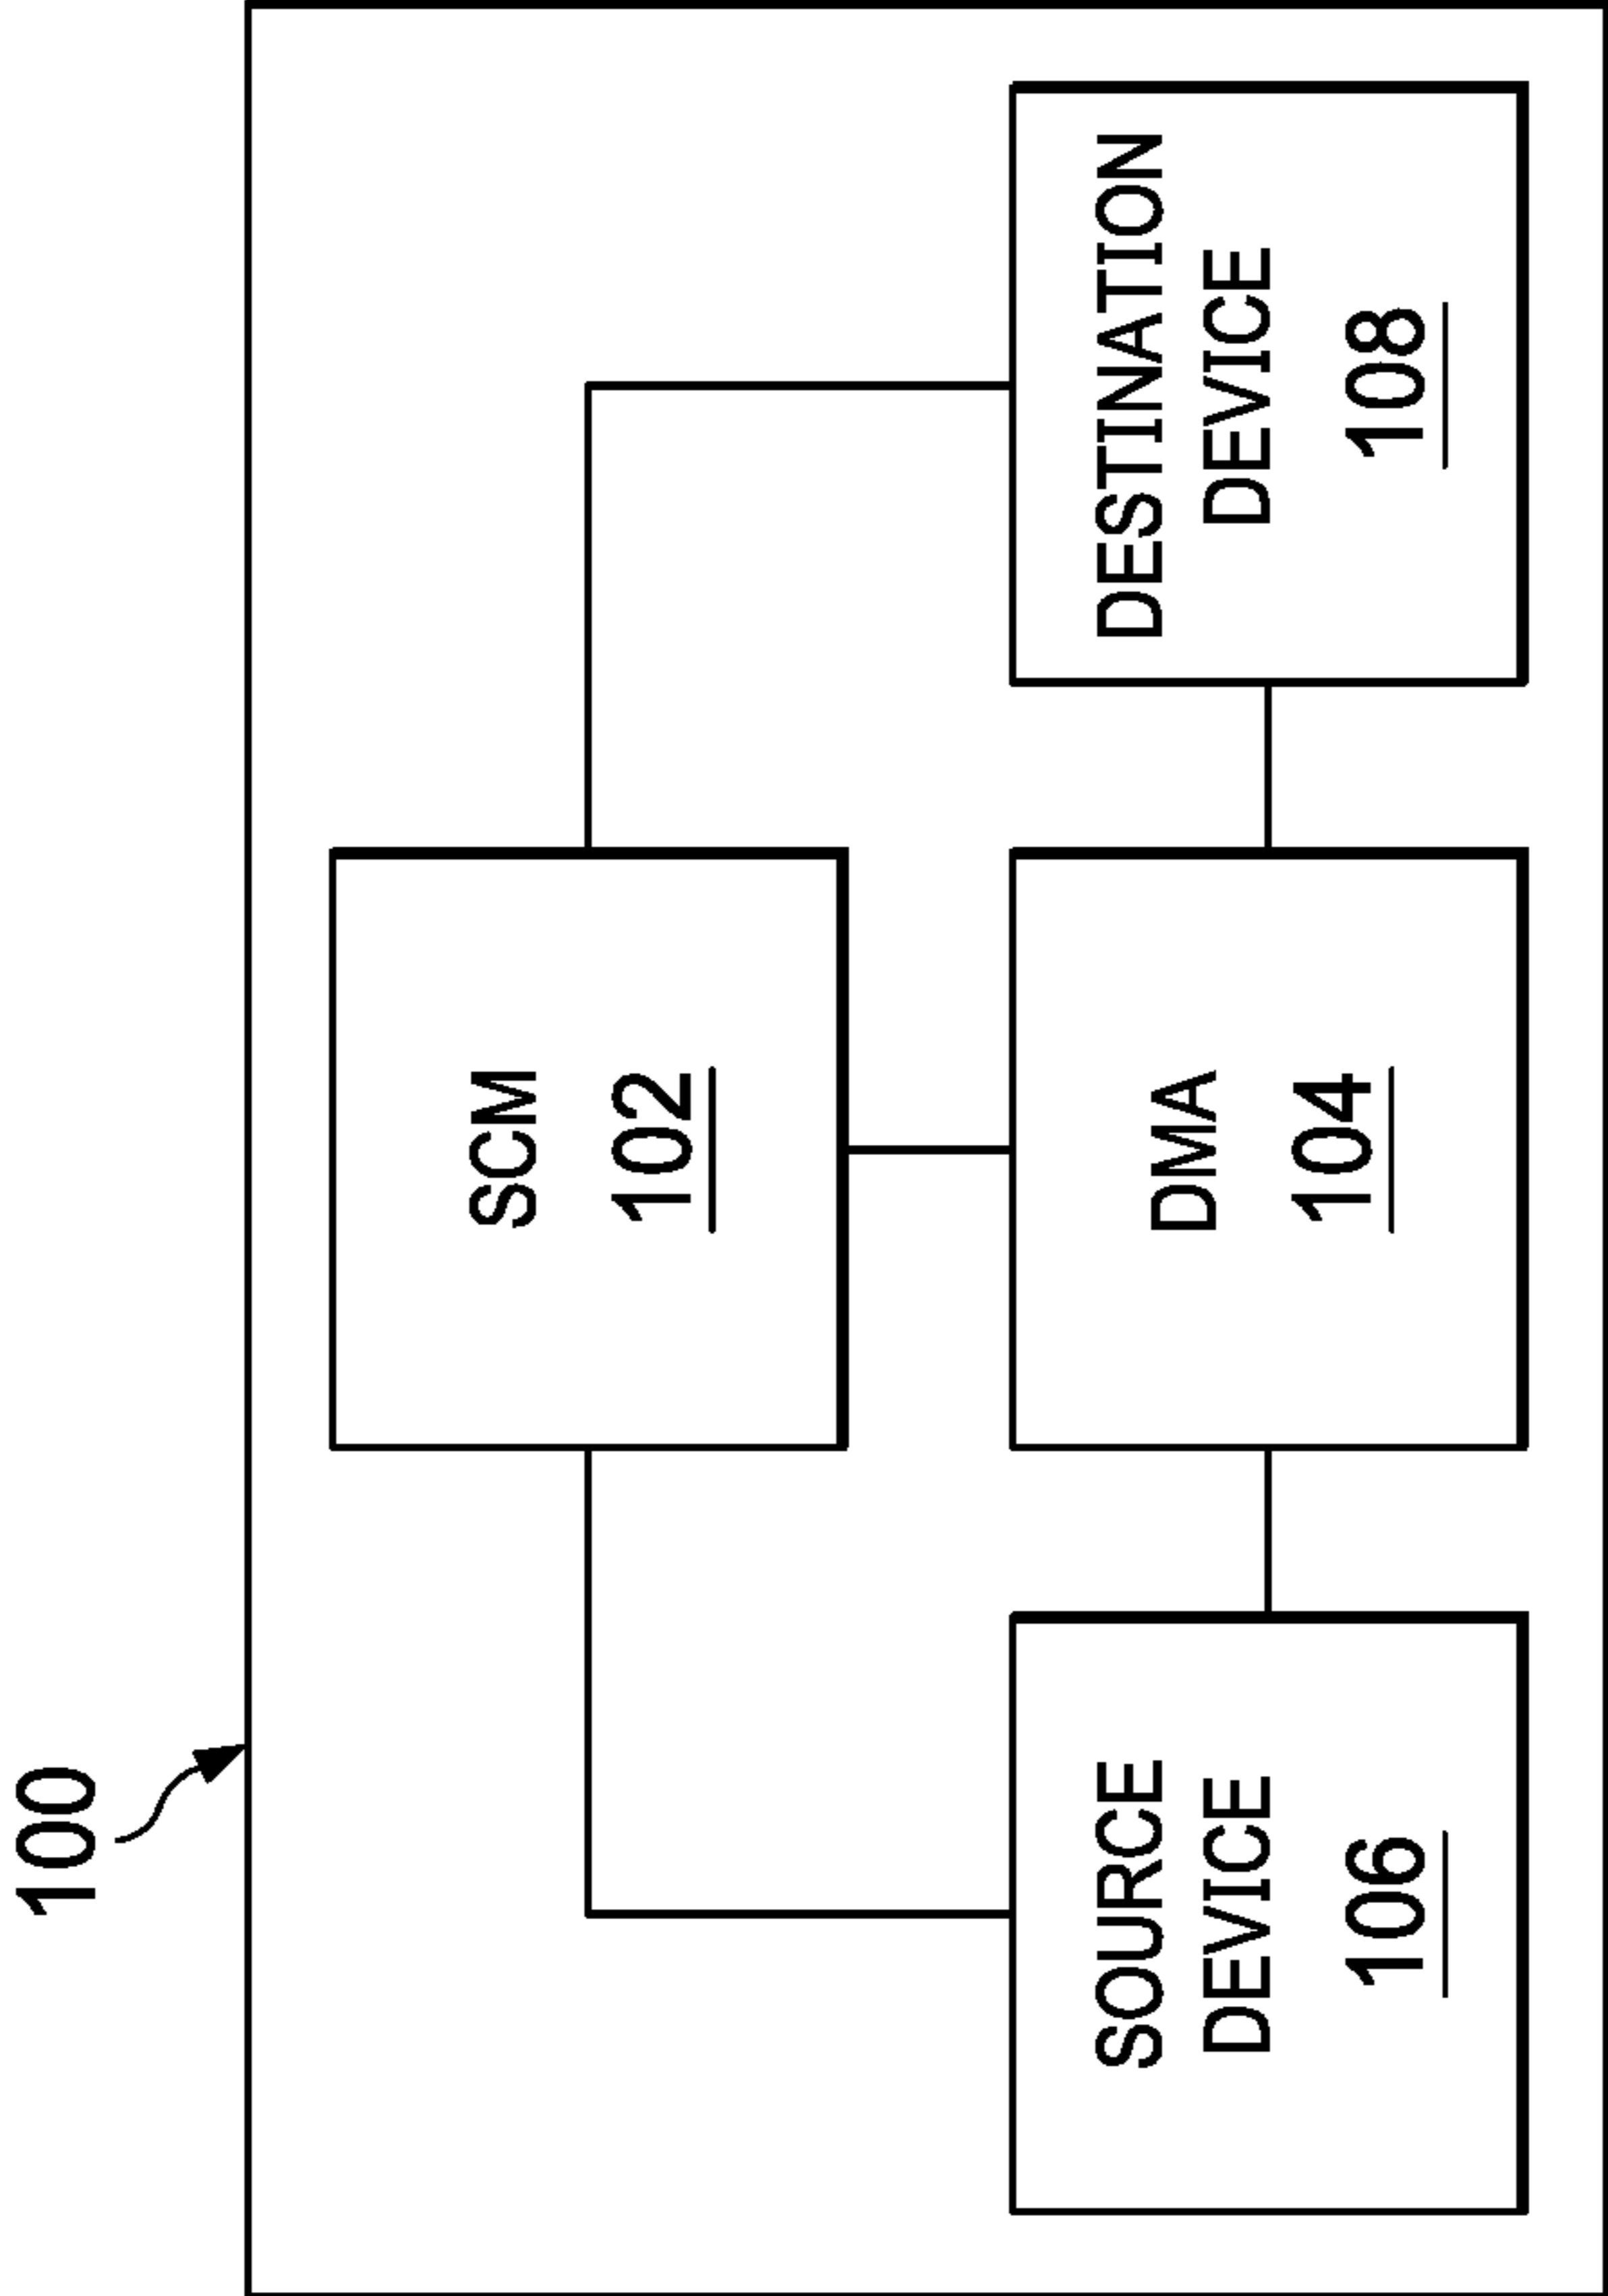 100
SCM
102
SOURCE
DEVICE
106
DMA
104
DESTINATION
DEVICE
108